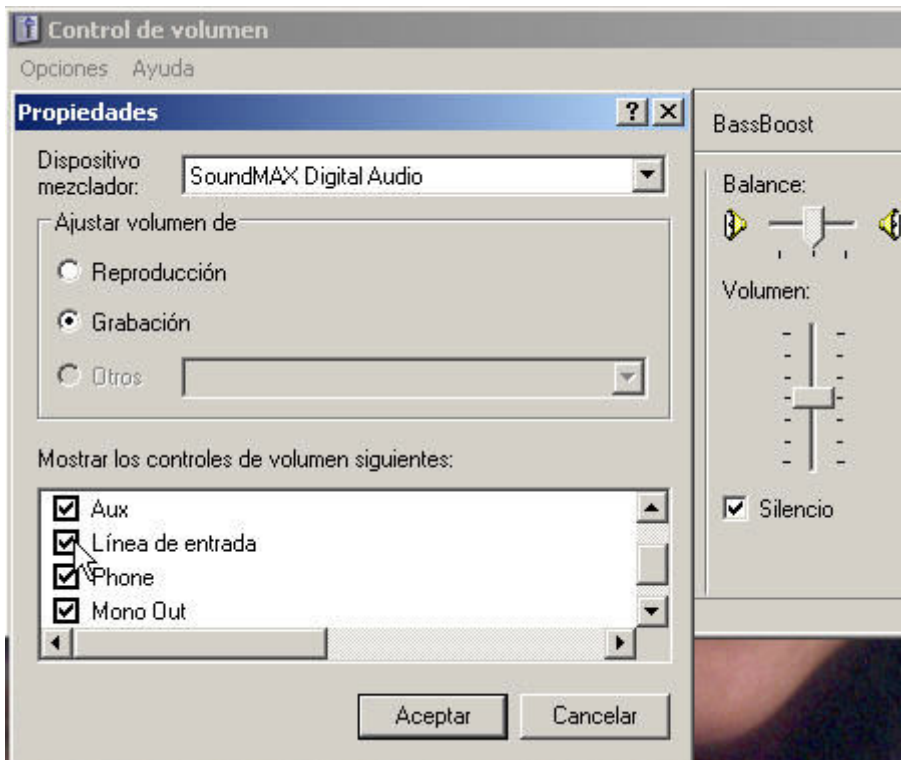 Control de volumen
Opciones Ayuda
Propiedades
Dispositivo
mezclador:
SoundMAX Digital Audio
Ajustar volumen de
Reproducción
Grabación
Otros
Mostrar los controles de volumen siguientes:
Aux
Línea de entrada
Phone
Mono Out
Aceptar Cancelar
BassBoost
Balance:
Volumen:
Silencio